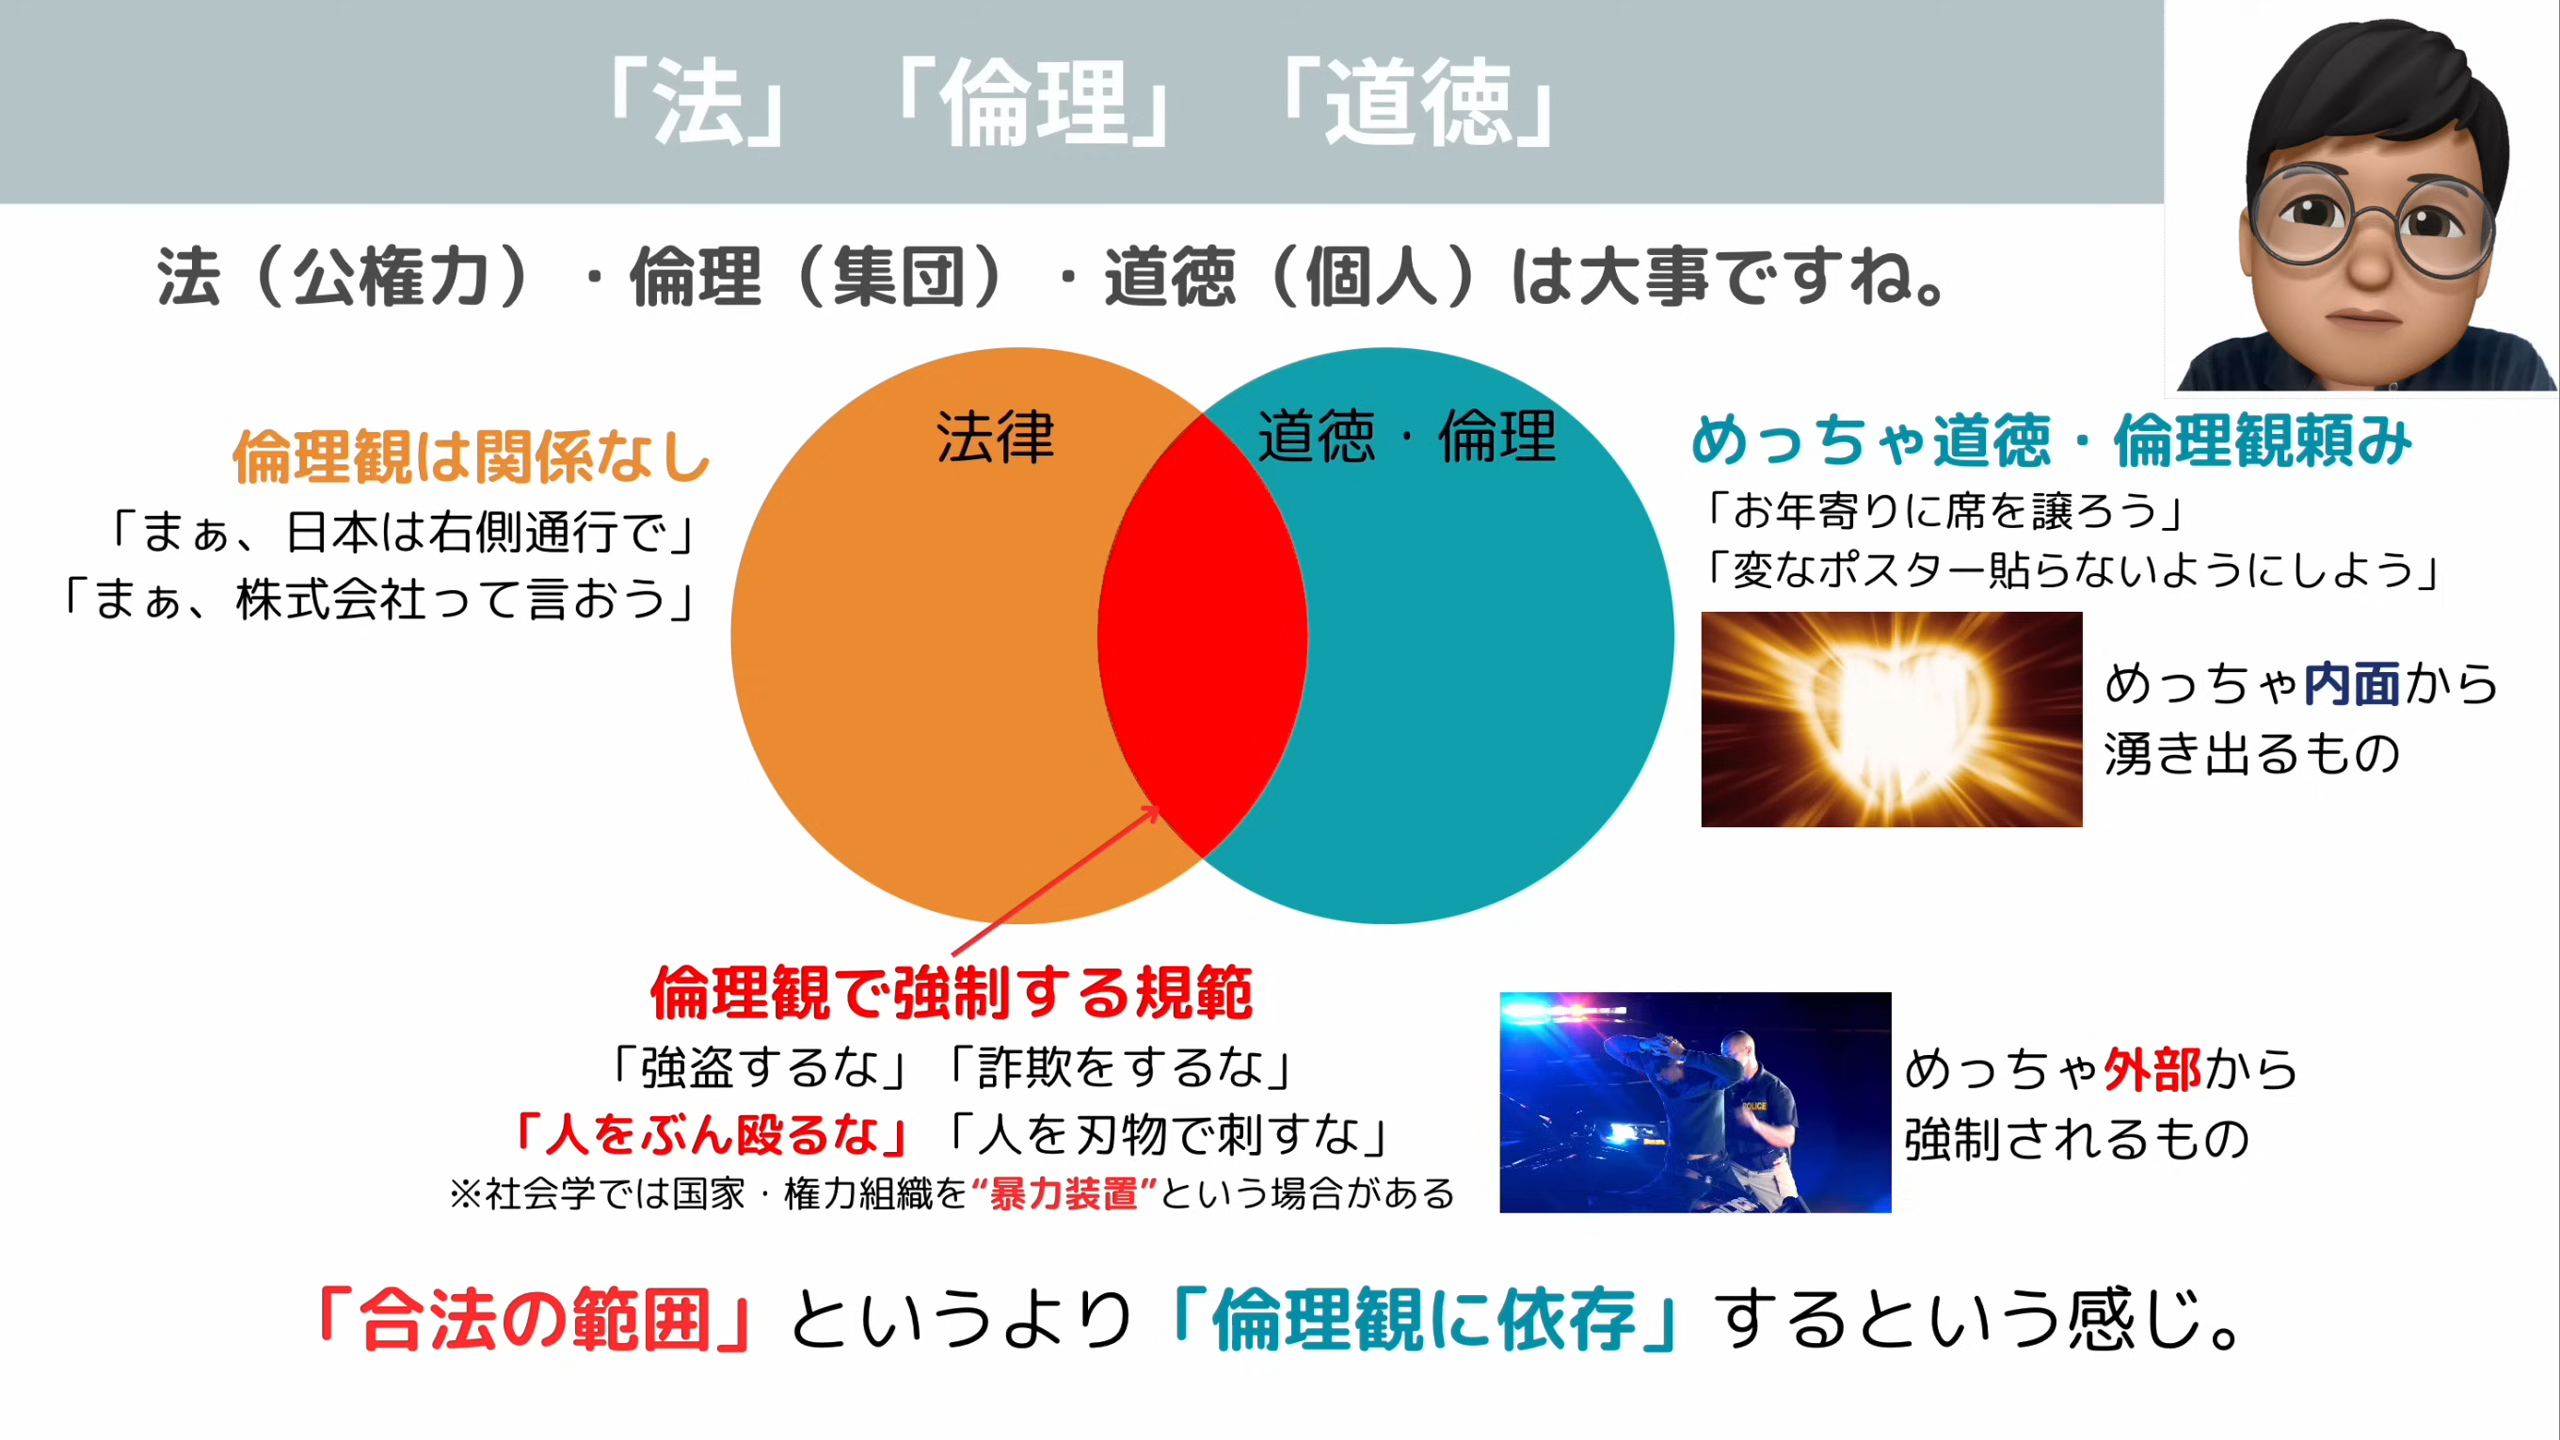 「法」「倫理」「道徳」
法（公権力）・倫理（集団）・道徳（個人）は大事ですね。
法律
道徳・倫理
倫理観は関係なし
「まぁ、日本は右側通行で」
「まぁ、株式会社って言おう」
めっちゃ道徳・倫理観頼み
「お年寄りに席を譲ろう」
「変なポスター貼らないようにしよう」
めっちゃ内面から
湧き出るもの
倫理観で強制する規範
「強盗するな」「詐欺をするな」
「人をぶん殴るな」「人を刃物で刺すな」
※社会学では国家・権力組織を“暴力装置”という場合がある
POLICE
めっちゃ外部から
強制されるもの
「合法の範囲」というより「倫理観に依存」するという感じ。